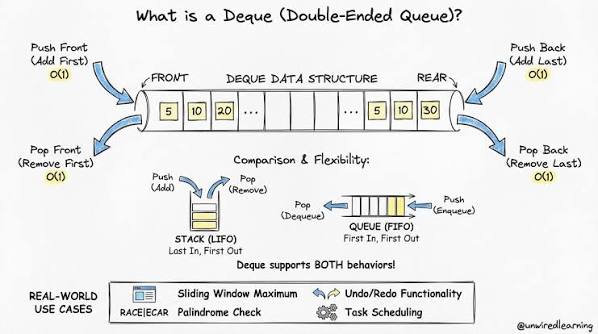 What is a Deque (Double-Ended Queue)?
Push Front
(Add First)
O(1)
Push Back
(Add Last)
O(1)
FRONT
DEQUE DATA STRUCTURE
REAR
5 10 20 ... ... 5 10 30
Pop Front
(Remove First)
O(1)
Pop Back
(Remove Last)
O(1)
Comparison & Flexibility:
Push
(Add)
Pop
(Remove)
STACK (LIFO)
Last In, First Out
Pop
(Dequeue)
Push
(Enqueue)
QUEUE (FIFO)
First In, First Out
Deque supports BOTH behaviors!
REAL-WORLD
USE CASES
Sliding Window Maximum
RACE|ECAR Palindrome Check
Undo/Redo Functionality
Task Scheduling
@unwiredlearning